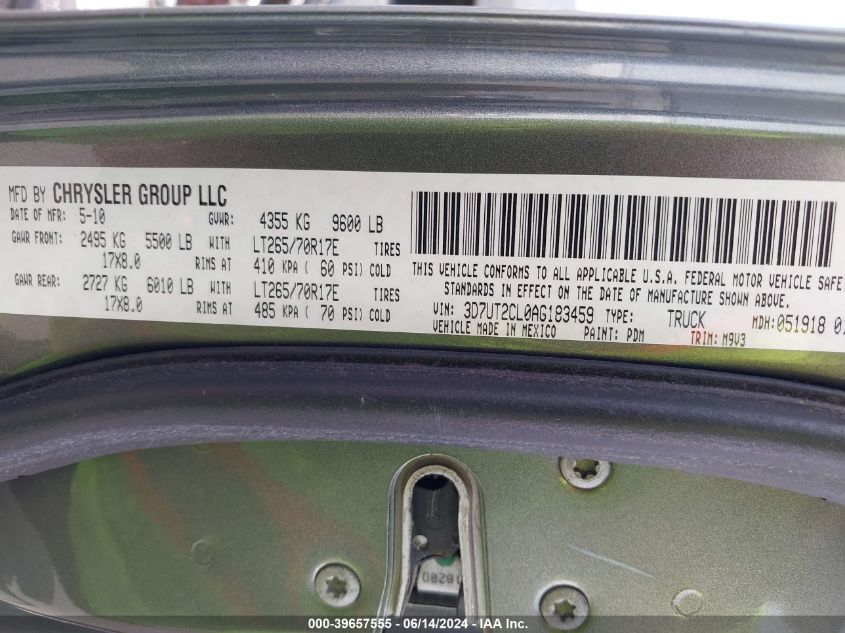 MFD BY CHRYSLER GROUP LLC
DATE OF MFR: 5-10 GVWR: 4355 KG 9600 LB
GAWR FRONT: 2495 KG 5500 LB WITH LT265/70R17E TIRES
17X8.0 RIMS AT 410 KPA ( 60 PSI) COLD
GAWR REAR: 2727 KG 6010 LB WITH LT265/70R17E TIRES
17X8.0 RIMS AT 485 KPA ( 70 PSI) COLD
THIS VEHICLE CONFORMS TO ALL APPLICABLE U.S.A. FEDERAL MOTOR VEHICLE SAFE
STANDARDS IN EFFECT ON THE DATE OF MANUFACTURE SHOWN ABOVE.
VIN: 3D7UT2CL0AG183459 TYPE: TRUCK MDH:051918 01
VEHICLE MADE IN MEXICO PAINT: PDM TRIM: M9V3
000-39657555 - 06/14/2024 - IAA Inc.